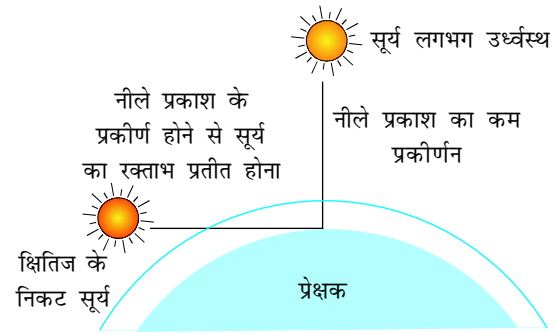 सूर्य लगभग उर्ध्वस्थ
नीले प्रकाश के
प्रकीर्ण होने से सूर्य
का रक्ताभ प्रतीत होना
नीले प्रकाश का कम
प्रकीर्णन
क्षितिज के
निकट सूर्य
प्रेक्षक